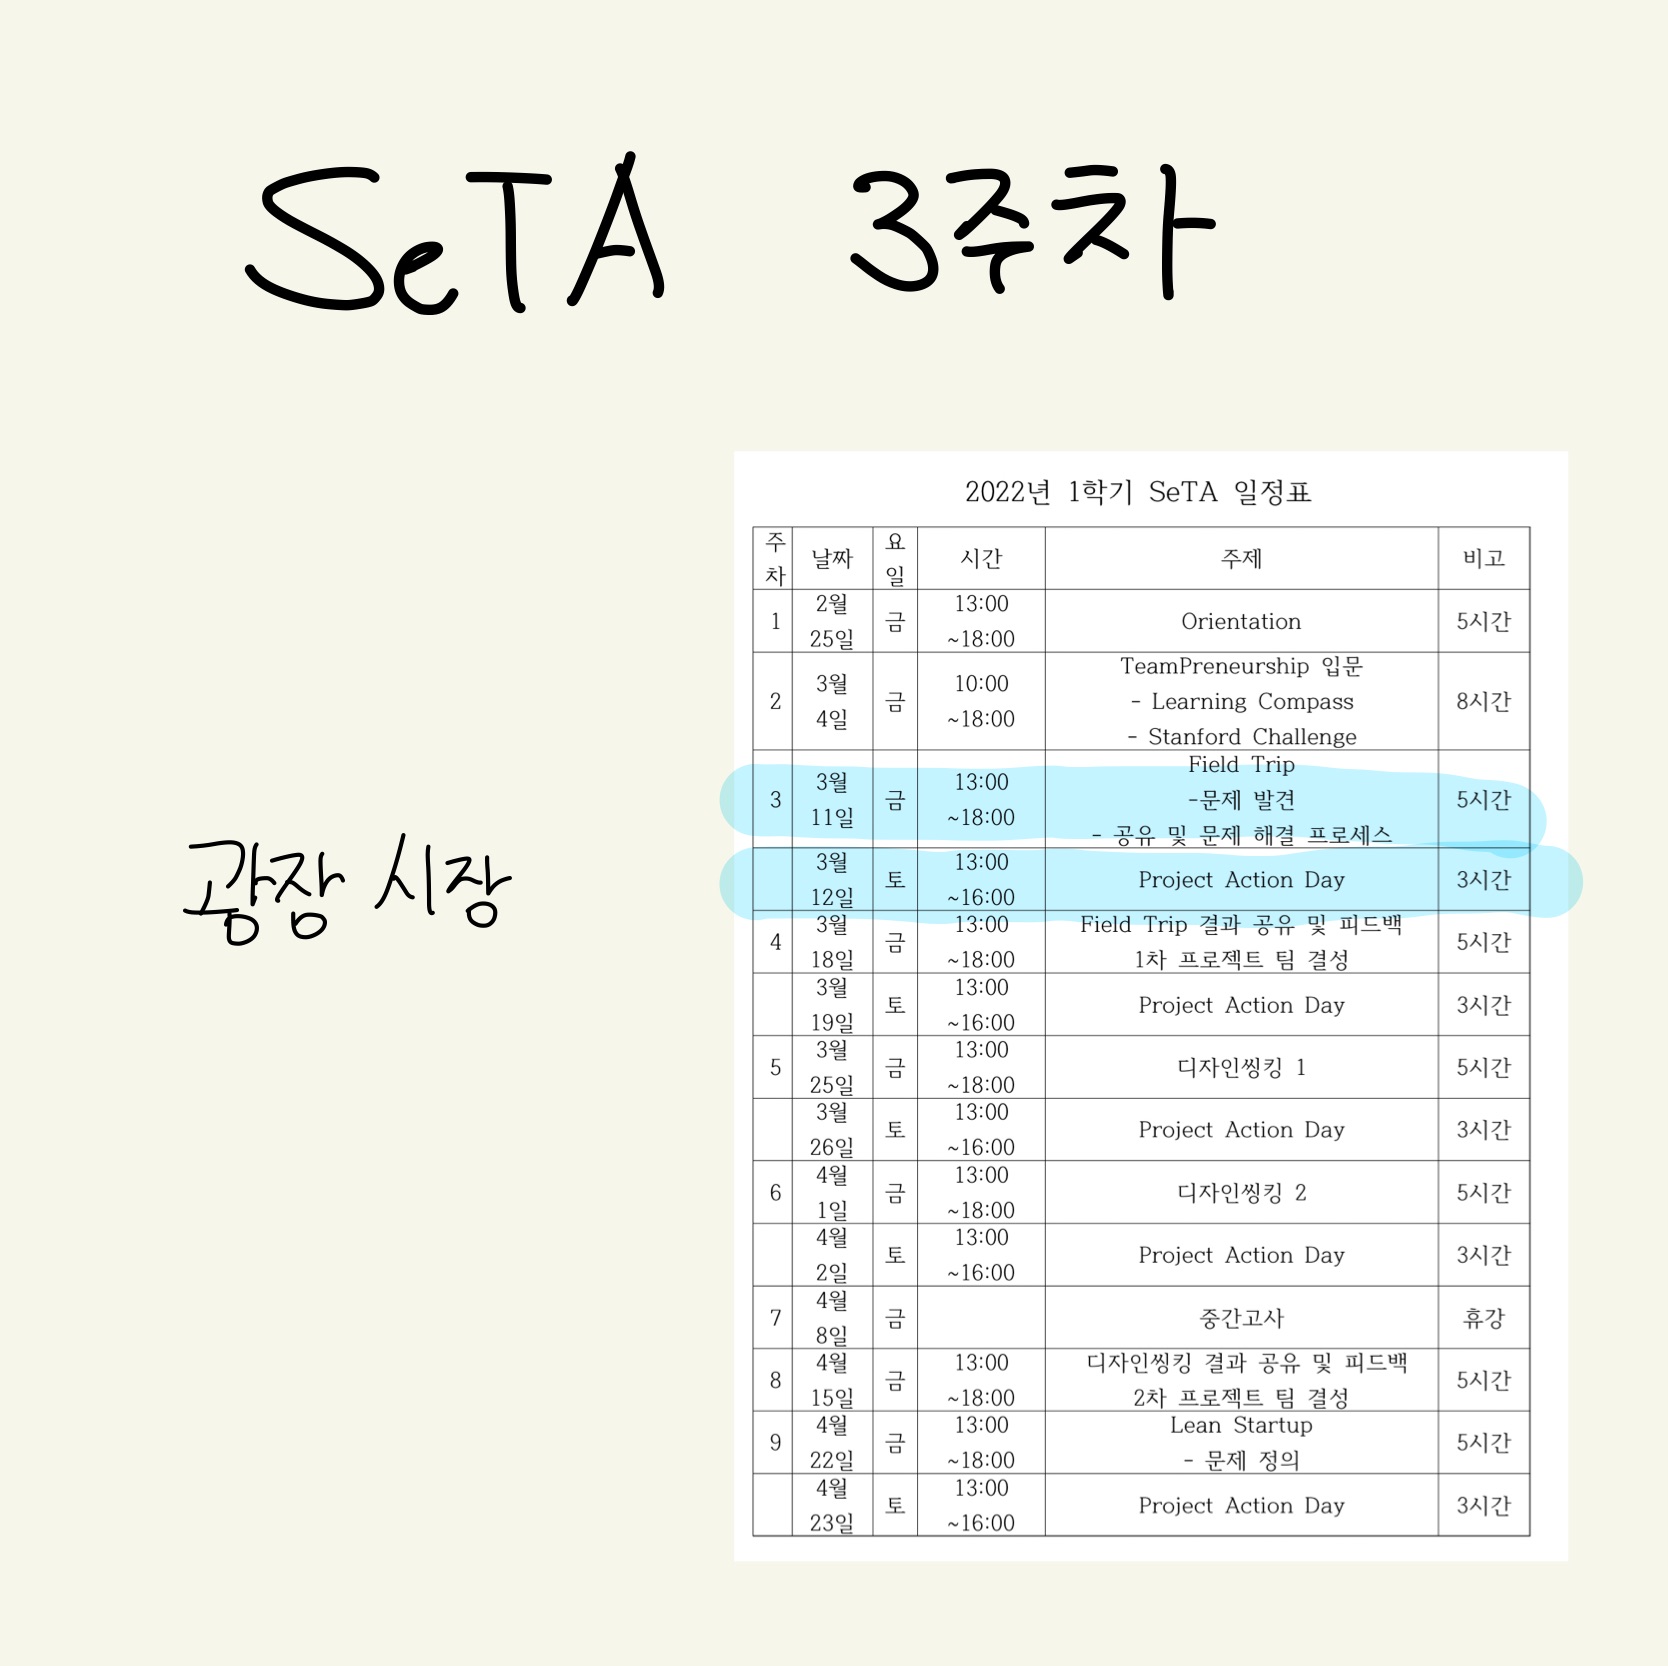 SeTA 3주차
광장시장
2022년 1학기 SeTA 일정표
주차 날짜 요일 시간 주제 비고
1 2월 25일 금 13:00 ~18:00 Orientation 5시간
2 3월 4일 금 10:00 ~18:00 TeamPreneurship 입문 - Learning Compass - Stanford Challenge 8시간
3 3월 11일 금 13:00 ~18:00 Field Trip -문제 발견 - 공유 및 문제 해결 프로세스 5시간
3월 12일 토 13:00 ~16:00 Project Action Day 3시간
4 3월 18일 금 13:00 ~18:00 Field Trip 결과 공유 및 피드백 1차 프로젝트 팀 결성 5시간
3월 19일 토 13:00 ~16:00 Project Action Day 3시간
5 3월 25일 금 13:00 ~18:00 디자인씽킹 1 5시간
3월 26일 토 13:00 ~16:00 Project Action Day 3시간
6 4월 1일 금 13:00 ~18:00 디자인씽킹 2 5시간
4월 2일 토 13:00 ~16:00 Project Action Day 3시간
7 4월 8일 금 중간고사 휴강
8 4월 15일 금 13:00 ~18:00 디자인씽킹 결과 공유 및 피드백 2차 프로젝트 팀 결성 5시간
9 4월 22일 금 13:00 ~18:00 Lean Startup - 문제 정의 5시간
4월 23일 토 13:00 ~16:00 Project Action Day 3시간